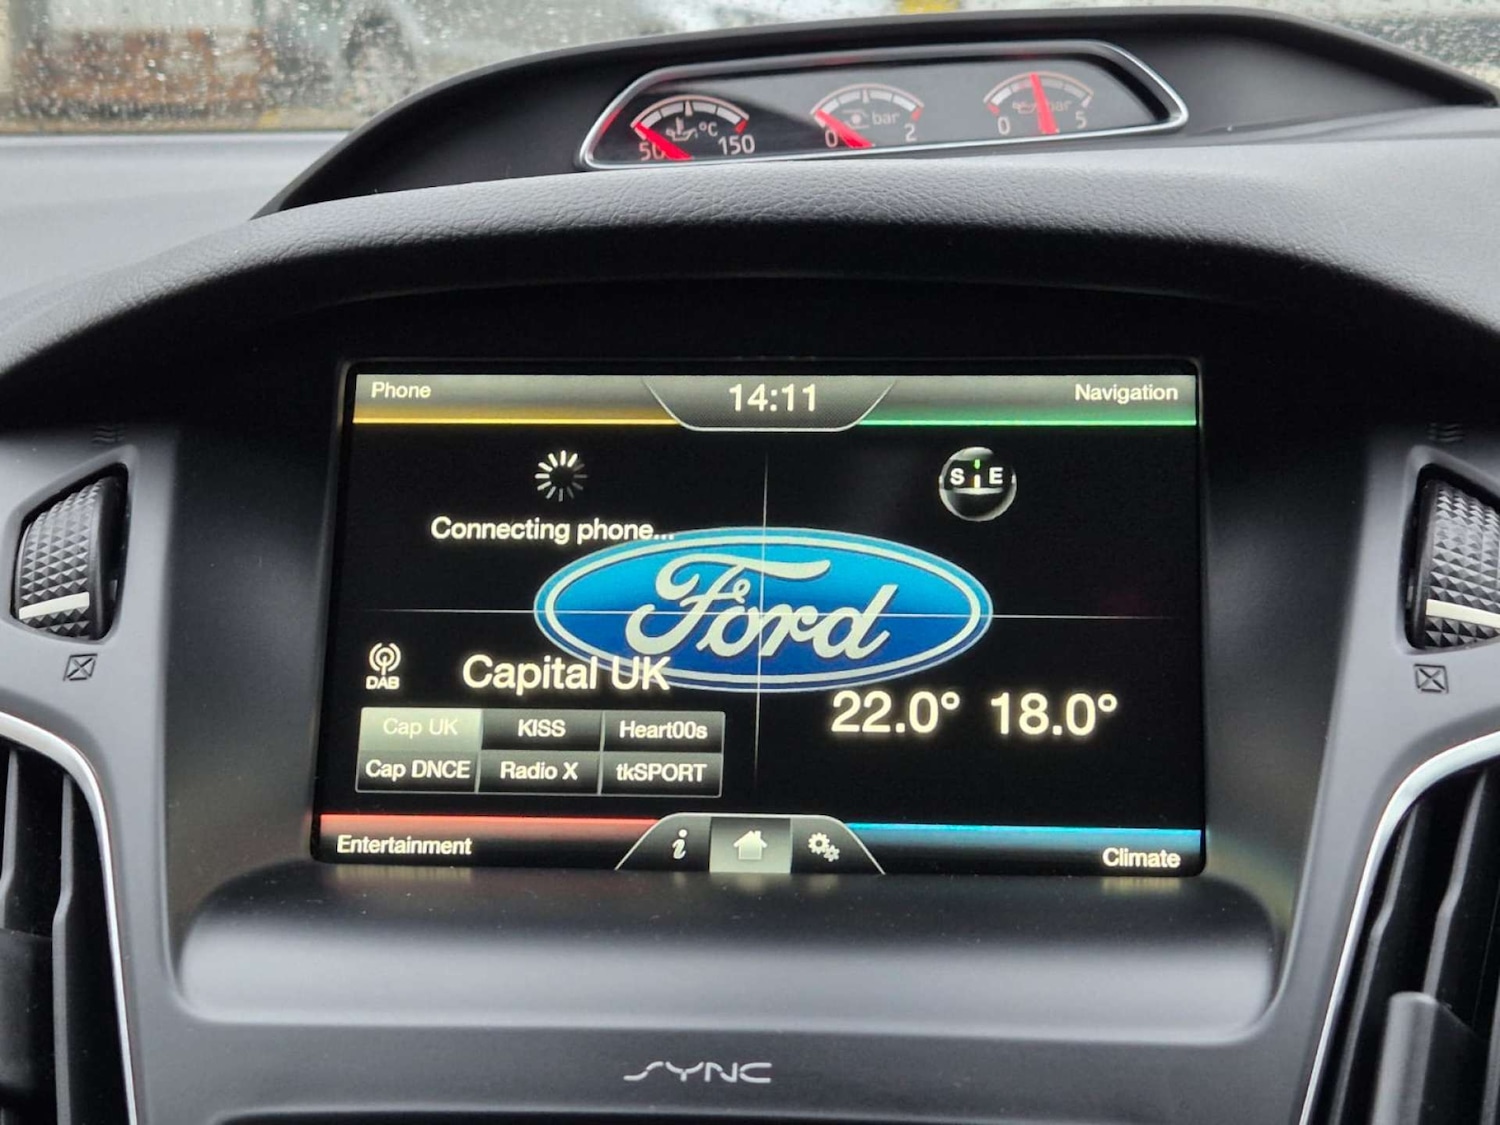 50 °C 150
0 bar 2
0 bar 5
Phone
14:11
Navigation
S E
Connecting phone...
Ford
DAB
Capital UK
22.0° 18.0°
Cap UK KISS Heart00s
Cap DNCE Radio X tkSPORT
Entertainment
i
Climate
SYNC